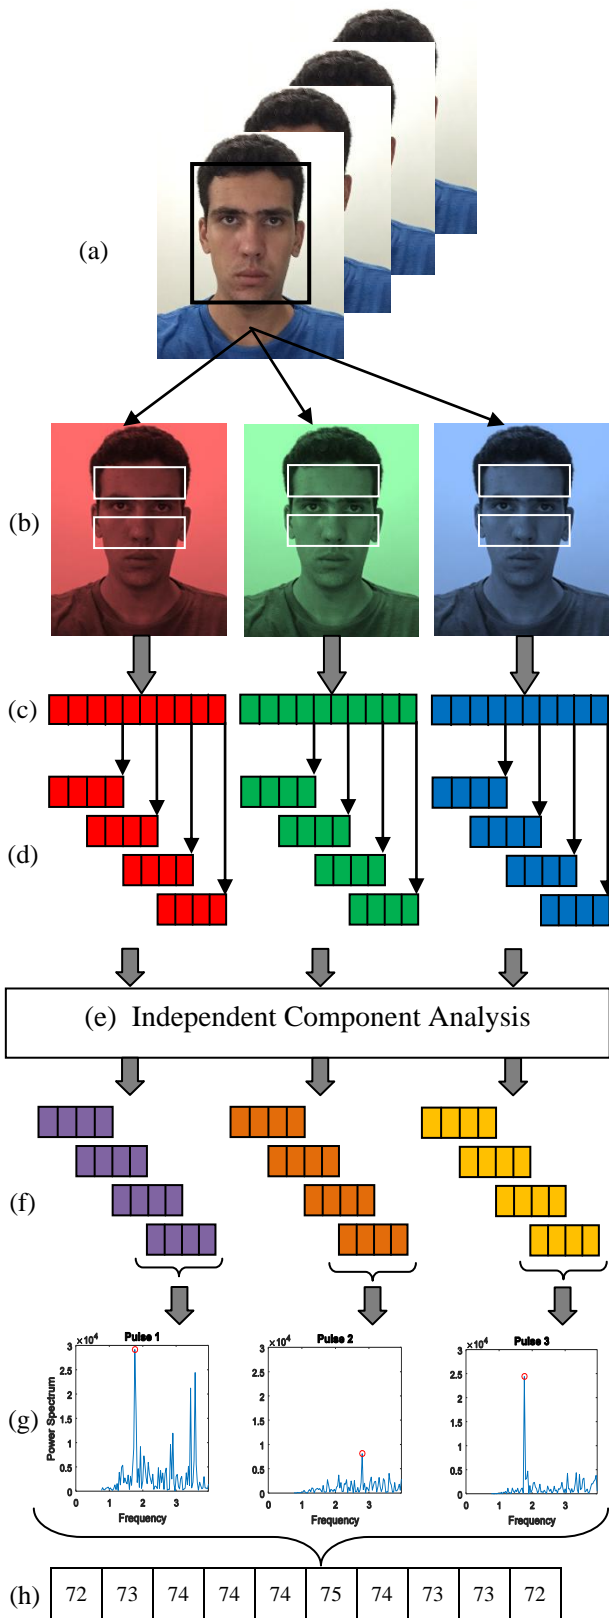 (a)
(b)
(c)
(d)
(e) Independent Component Analysis
(f)
Pulse 1
×10⁴
3
2.5
2
1.5
1
0.5
0
1 2 3
Power Spectrum
Frequency
Pulse 2
×10⁴
3
2.5
2
1.5
1
0.5
0
1 2 3
Frequency
Pulse 3
×10⁴
3
2.5
2
1.5
1
0.5
0
1 2 3
Frequency
(g)
(h) 72 73 74 74 74 75 74 73 73 72